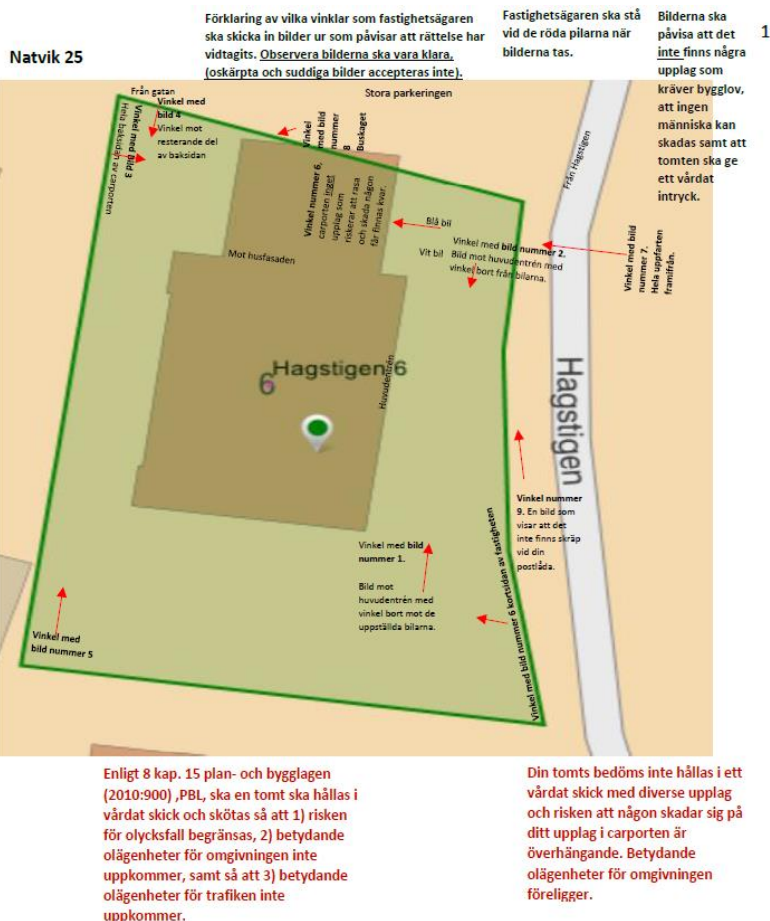 Natvik 25
Förklaring av vilka vinklar som fastighetsägaren
ska skicka in bilder ur som påvisar att rättelse har
vidtagits. Observera bilderna ska vara klara,
(oskärpta och suddiga bilder accepteras inte).
Fastighetsägaren ska stå
vid de röda pilarna när
bilderna tas.
Bilderna ska
påvisa att det
inte finns några
upplag som
kräver bygglov,
att ingen
människa kan
skadas samt att
tomten ska ge
ett vårdat
intryck.
1
Från gatan
Vinkel med
bild 4
Vinkel mot
resterande del
av baksidan
Vinkel med bild 3
Hela baksidan av carporten
Stora parkeringen
Vinkel
med bild
nummer
8
Buskaget
Vinkel nummer 6,
carporten inget
upplag som
riskerar att rasa
och skada någon
får finnas kvar.
Blå bil
Från Hagstigen
Vinkel med bild nummer 2.
Vit bil
Bild mot huvudentrén med
vinkel bort från bilarna.
Vinkel med bild
nummer 7.
Hela uppfarten
framifrån.
Mot husfasaden
Hagstigen 6
6
Huvudentrén
Hagstigen
Vinkel nummer
9. En bild som
visar att det
inte finns skräp
vid din
postlåda.
Vinkel med bild
nummer 1.
Bild mot
huvudentrén med
vinkel bort mot de
uppställda bilarna.
Vinkel med bild nummer 6 kortsidan av fastigheten
Vinkel med
bild nummer 5
Enligt 8 kap. 15 plan- och bygglagen
(2010:900) ,PBL, ska en tomt ska hållas i
vårdat skick och skötas så att 1) risken
för olycksfall begränsas, 2) betydande
olägenheter för omgivningen inte
uppkommer, samt så att 3) betydande
olägenheter för trafiken inte
uppkommer.
Din tomts bedöms inte hållas i ett
vårdat skick med diverse upplag
och risken att någon skadar sig på
ditt upplag i carporten är
överhängande. Betydande
olägenheter för omgivningen
föreligger.